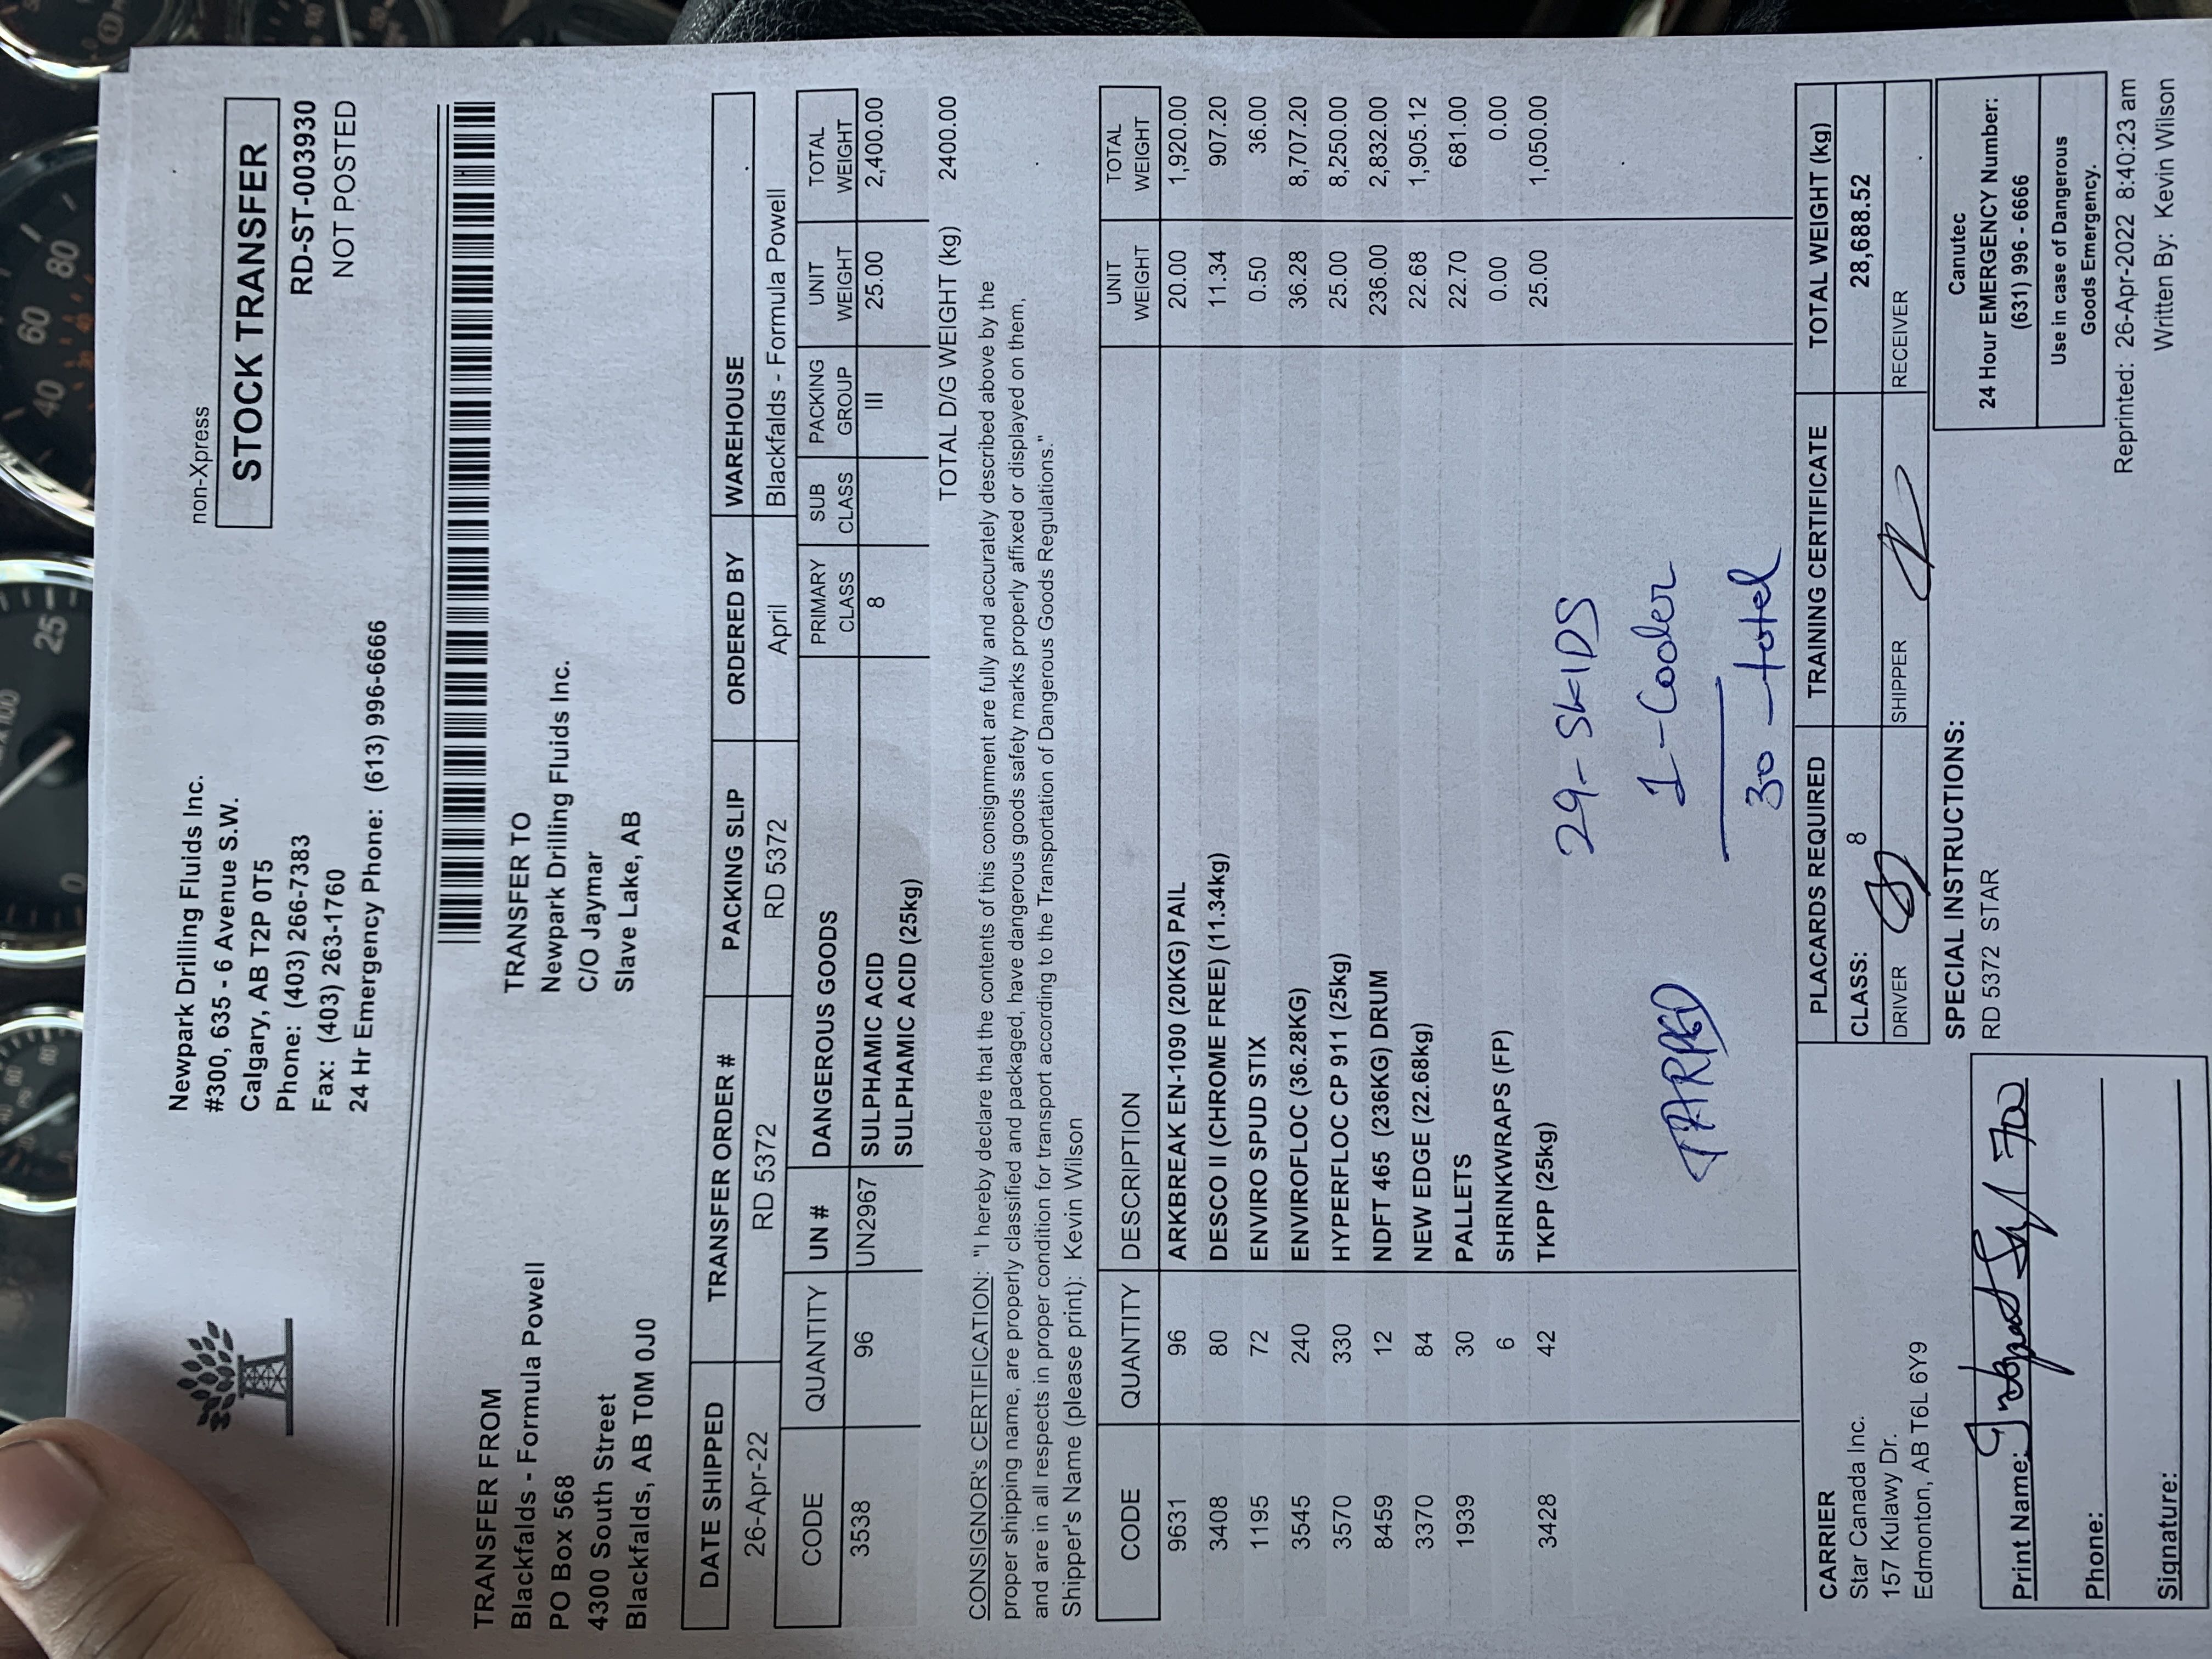 Newpark Drilling Fluids Inc.
#300, 635 - 6 Avenue S.W.
Calgary, AB T2P 0T5
Phone: (403) 266-7383
Fax: (403) 263-1760
24 Hr Emergency Phone: (613) 996-6666
non-Xpress
STOCK TRANSFER
RD-ST-003930
NOT POSTED
TRANSFER FROM
Blackfalds - Formula Powell
PO Box 568
4300 South Street
Blackfalds, AB T0M 0J0
TRANSFER TO
Newpark Drilling Fluids Inc.
C/O Jaymar
Slave Lake, AB
DATE SHIPPED TRANSFER ORDER # PACKING SLIP ORDERED BY WAREHOUSE
26-Apr-22 RD 5372 RD 5372 April Blackfalds - Formula Powell
CODE QUANTITY UN # DANGEROUS GOODS PRIMARY CLASS SUB CLASS PACKING GROUP UNIT WEIGHT TOTAL WEIGHT
3538 96 UN2967 SULPHAMIC ACID 8 III 25.00 2,400.00
SULPHAMIC ACID (25kg)
TOTAL D/G WEIGHT (kg) 2400.00
CONSIGNOR's CERTIFICATION: "I hereby declare that the contents of this consignment are fully and accurately described above by the
proper shipping name, are properly classified and packaged, have dangerous goods safety marks properly affixed or displayed on them,
and are in all respects in proper condition for transport according to the Transportation of Dangerous Goods Regulations."
Shipper's Name (please print): Kevin Wilson
CODE QUANTITY DESCRIPTION UNIT WEIGHT TOTAL WEIGHT
9631 96 ARKBREAK EN-1090 (20KG) PAIL 20.00 1,920.00
3408 80 DESCO II (CHROME FREE) (11.34kg) 11.34 907.20
1195 72 ENVIRO SPUD STIX 0.50 36.00
3545 240 ENVIROFLOC (36.28KG) 36.28 8,707.20
3570 330 HYPERFLOC CP 911 (25kg) 25.00 8,250.00
8459 12 NDFT 465 (236KG) DRUM 236.00 2,832.00
3370 84 NEW EDGE (22.68kg) 22.68 1,905.12
1939 30 PALLETS 22.70 681.00
6 SHRINKWRAPS (FP) 0.00 0.00
3428 42 TKPP (25kg) 25.00 1,050.00
29- SKIDS
1 - Cooler
TARPED
30 - total
CARRIER
Star Canada Inc.
157 Kulawy Dr.
Edmonton, AB T6L 6Y9
PLACARDS REQUIRED TRAINING CERTIFICATE TOTAL WEIGHT (kg)
CLASS: 8 28,688.52
DRIVER SHIPPER RECEIVER
Print Name: 700
Phone:
Signature:
SPECIAL INSTRUCTIONS:
RD 5372 STAR
Canutec
24 Hour EMERGENCY Number:
(631) 996 - 6666
Use in case of Dangerous
Goods Emergency.
Reprinted: 26-Apr-2022 8:40:23 am
Written By: Kevin Wilson
60 80
0 100 25
40 60 80